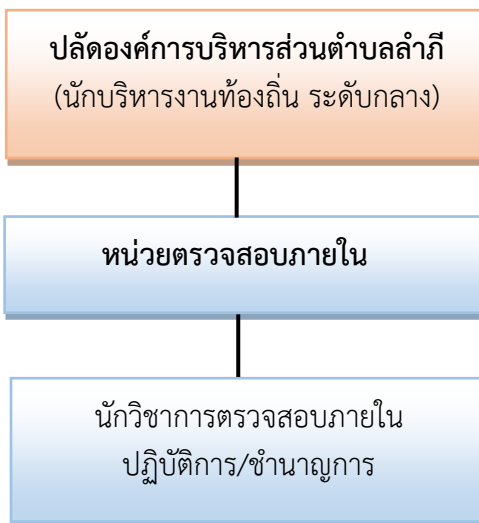 ปลัดองค์การบริหารส่วนตำบลลำภี
(นักบริหารงานท้องถิ่น ระดับกลาง)
หน่วยตรวจสอบภายใน
นักวิชาการตรวจสอบภายใน
ปฏิบัติการ/ชำนาญการ